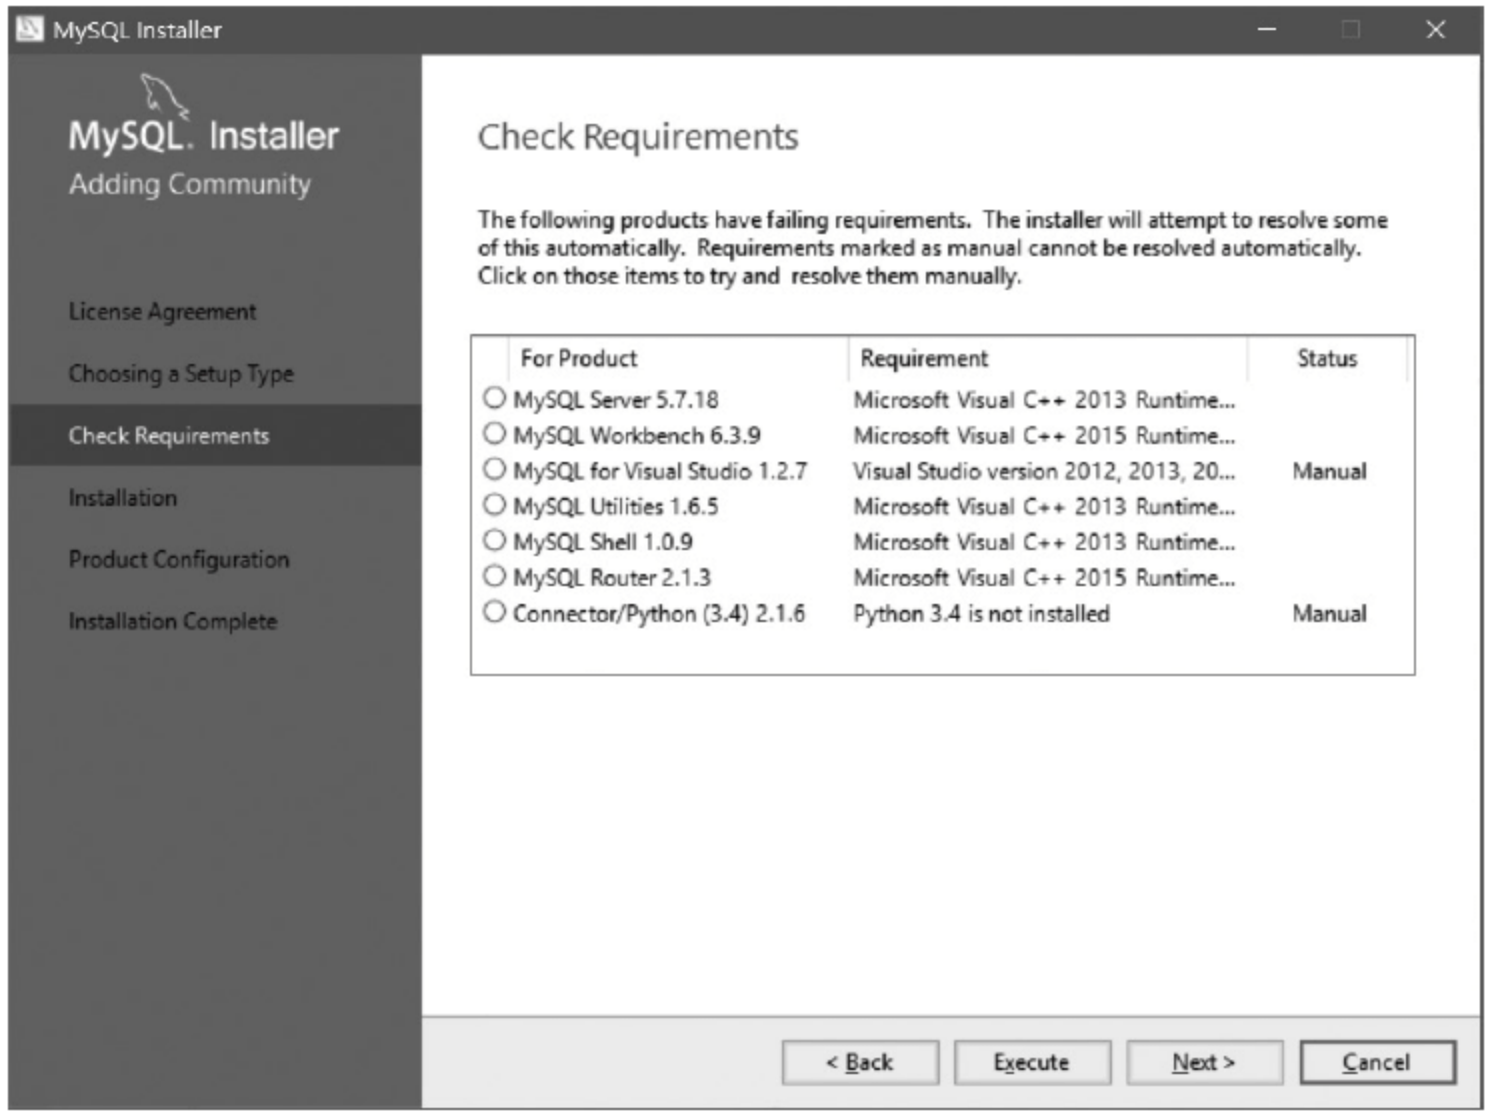 MySQL Installer
MySQL. Installer
Adding Community
License Agreement
Choosing a Setup Type
Check Requirements
Installation
Product Configuration
Installation Complete
Check Requirements
The following products have failing requirements. The installer will attempt to resolve some
of this automatically. Requirements marked as manual cannot be resolved automatically.
Click on those items to try and resolve them manually.
For Product Requirement Status
MySQL Server 5.7.18 Microsoft Visual C++ 2013 Runtime...
MySQL Workbench 6.3.9 Microsoft Visual C++ 2015 Runtime...
MySQL for Visual Studio 1.2.7 Visual Studio version 2012, 2013, 20... Manual
MySQL Utilities 1.6.5 Microsoft Visual C++ 2013 Runtime...
MySQL Shell 1.0.9 Microsoft Visual C++ 2013 Runtime...
MySQL Router 2.1.3 Microsoft Visual C++ 2015 Runtime...
Connector/Python (3.4) 2.1.6 Python 3.4 is not installed Manual
< Back Execute Next > Cancel